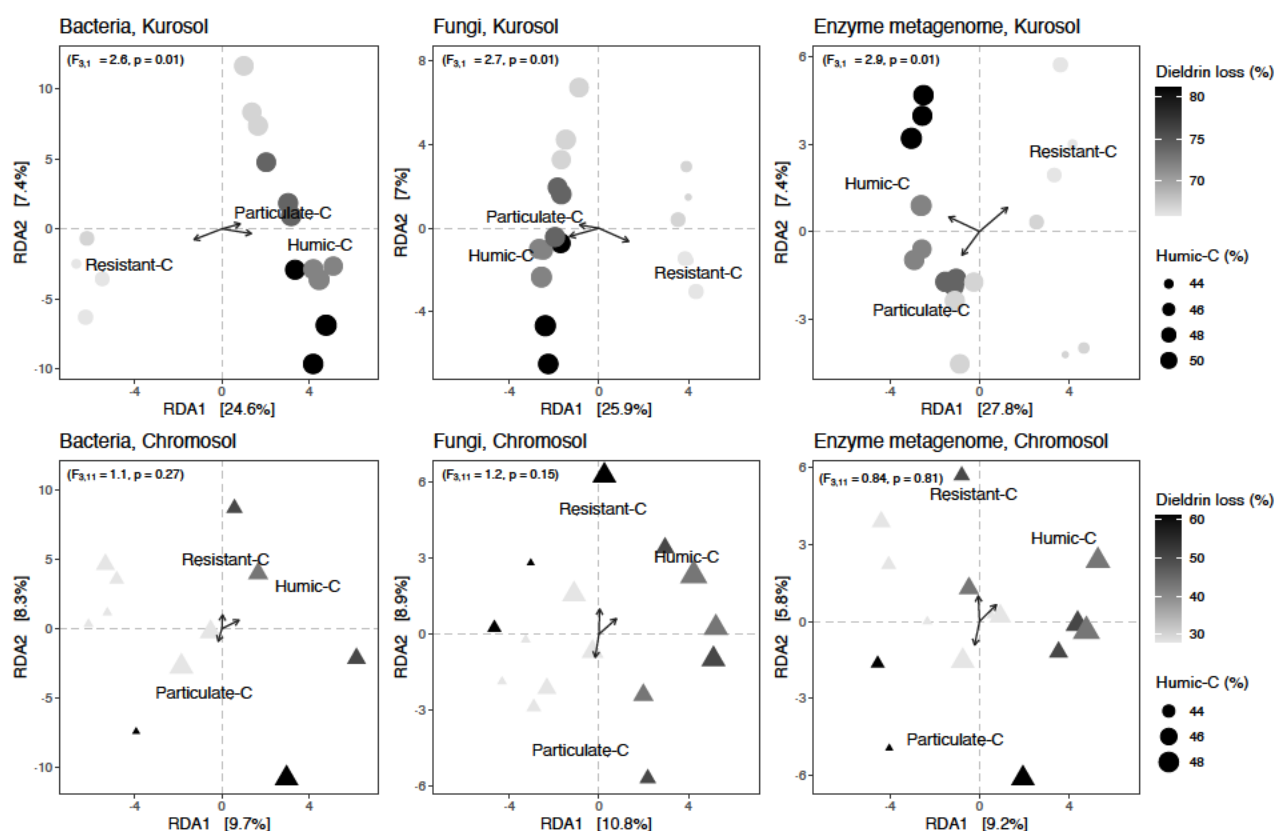 Bacteria, Kurosol
(F3,1 = 2.6, p = 0.01)
10
5
0
-5
-10
RDA2 [7.4%]
Particulate-C
Humic-C
Resistant-C
-4
0
4
RDA1 [24.6%]
Fungi, Kurosol
(F3,1 = 2.7, p = 0.01)
8
4
0
-4
RDA2 [7%]
Particulate-C
Humic-C
Resistant-C
-4
0
4
RDA1 [25.9%]
Enzyme metagenome, Kurosol
(F3,1 = 2.9, p = 0.01)
6
3
0
-3
RDA2 [7.4%]
Resistant-C
Humic-C
Particulate-C
-4
0
4
RDA1 [27.8%]
Dieldrin loss (%)
80
75
70
Humic-C (%)
44
46
48
50
Bacteria, Chromosol
(F3,11 = 1.1, p = 0.27)
10
5
0
-5
-10
RDA2 [8.3%]
Resistant-C
Humic-C
Particulate-C
-4
0
4
RDA1 [9.7%]
Fungi, Chromosol
(F3,11 = 1.2, p = 0.15)
6
3
0
-3
-6
RDA2 [8.9%]
Resistant-C
Humic-C
Particulate-C
-4
0
4
RDA1 [10.8%]
Enzyme metagenome, Chromosol
(F3,11 = 0.84, p = 0.81)
6
3
0
-3
-6
RDA2 [5.8%]
Resistant-C
Humic-C
Particulate-C
-4
0
4
RDA1 [9.2%]
Dieldrin loss (%)
60
50
40
30
Humic-C (%)
44
46
48